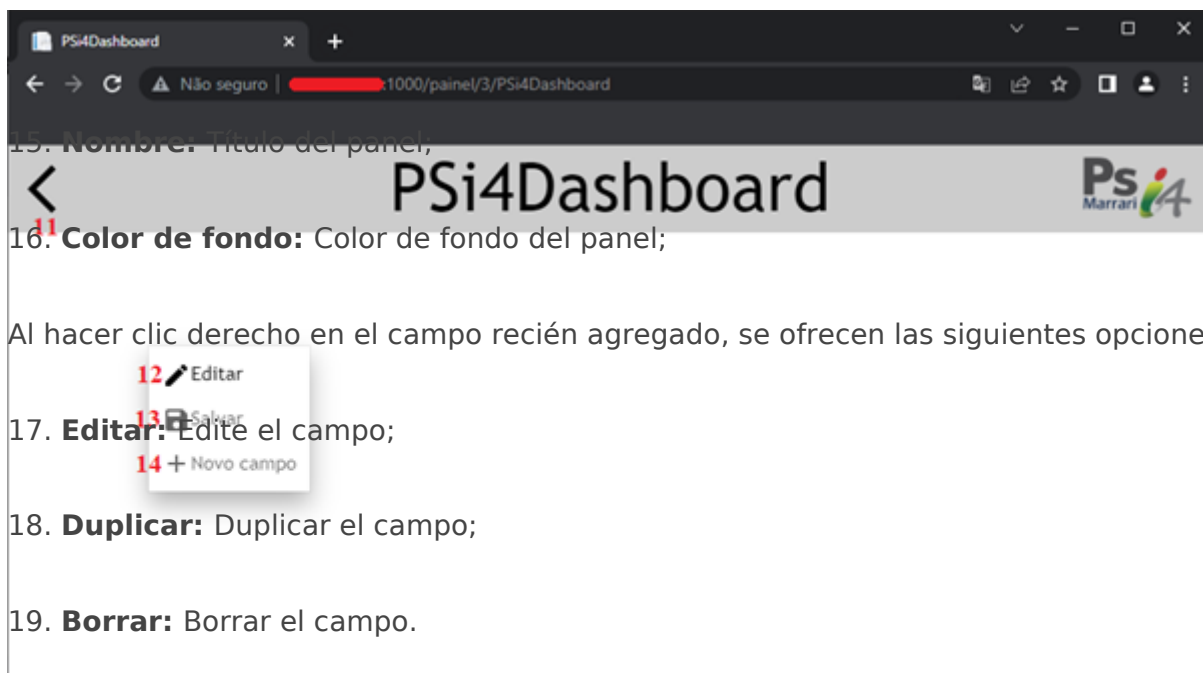 PSi4Dashboard
Não seguro | :1000/painel/3/PSi4Dashboard
15. Nombre: Título del panel;
PSi4Dashboard
Ps i4
Marrari
11
16. Color de fondo: Color de fondo del panel;
Al hacer clic derecho en el campo recién agregado, se ofrecen las siguientes opcione
12 Editar
13 Salvar
17. Editar: Edite el campo;
14 + Novo campo
18. Duplicar: Duplicar el campo;
19. Borrar: Borrar el campo.